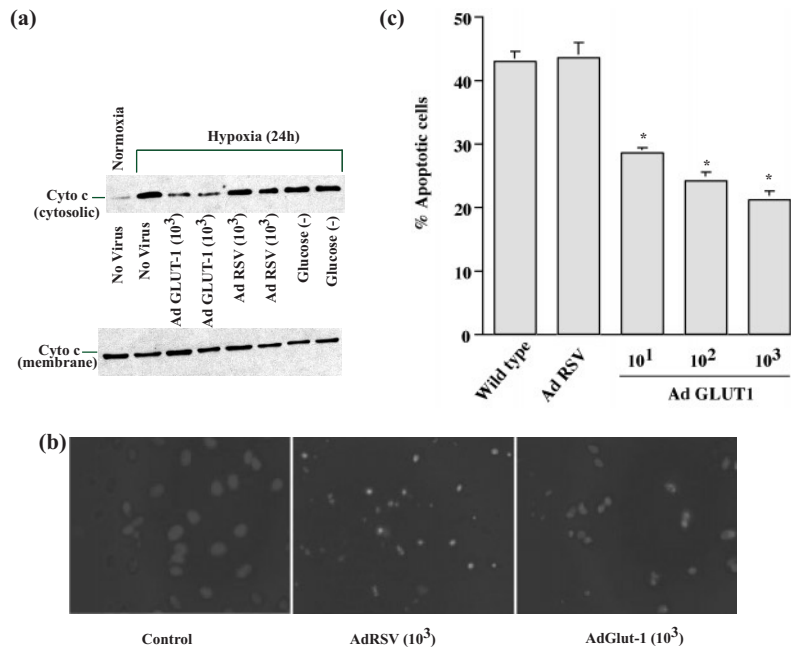 (a)
Normoxia
Hypoxia (24h)
Cyto c
(cytosolic)
No Virus
No Virus
Ad GLUT-1 (10³)
Ad GLUT-1 (10³)
Ad RSV (10³)
Ad RSV (10³)
Glucose (-)
Glucose (-)
Cyto c
(membrane)
(c)
% Apoptotic cells
50
40
30
20
10
0
*
*
*
Wild type
Ad RSV
10¹
10²
10³
Ad GLUT1
(b)
Control
AdRSV (10³)
AdGlut-1 (10³)